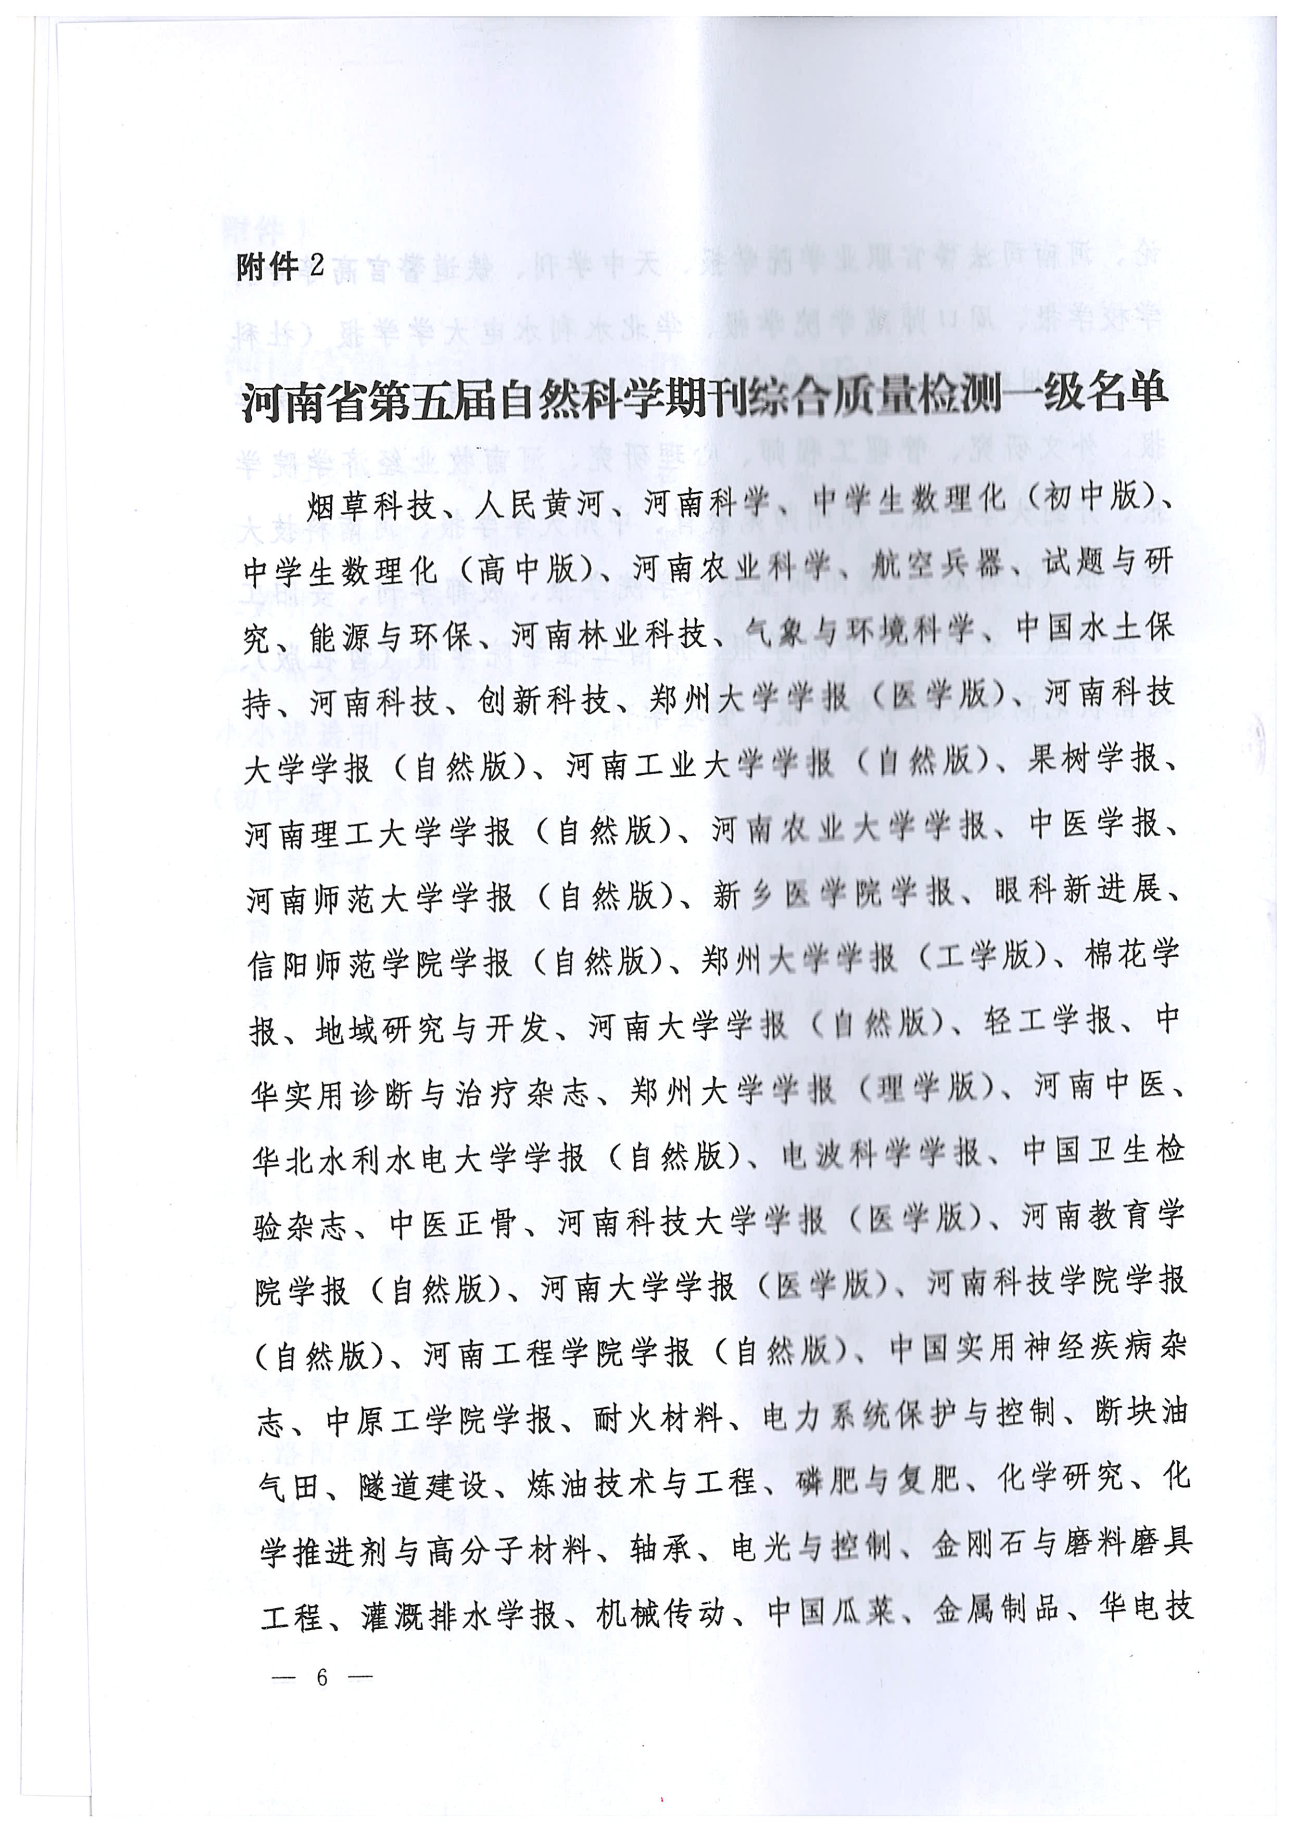 附件2
河南省第五届自然科学期刊综合质量检测一级名单
烟草科技、人民黄河、河南科学、中学生数理化（初中版）、
中学生数理化（高中版）、河南农业科学、航空兵器、试题与研
究、能源与环保、河南林业科技、气象与环境科学、中国水土保
持、河南科技、创新科技、郑州大学学报（医学版）、河南科技
大学学报（自然版）、河南工业大学学报（自然版）、果树学报、
河南理工大学学报（自然版）、河南农业大学学报、中医学报、
河南师范大学学报（自然版）、新乡医学院学报、眼科新进展、
信阳师范学院学报（自然版）、郑州大学学报（工学版）、棉花学
报、地域研究与开发、河南大学学报（自然版）、轻工学报、中
华实用诊断与治疗杂志、郑州大学学报（理学版）、河南中医、
华北水利水电大学学报（自然版）、电波科学学报、中国卫生检
验杂志、中医正骨、河南科技大学学报（医学版）、河南教育学
院学报（自然版）、河南大学学报（医学版）、河南科技学院学报
（自然版）、河南工程学院学报（自然版）、中国实用神经疾病杂
志、中原工学院学报、耐火材料、电力系统保护与控制、断块油
气田、隧道建设、炼油技术与工程、磷肥与复肥、化学研究、化
学推进剂与高分子材料、轴承、电光与控制、金刚石与磨料磨具
工程、灌溉排水学报、机械传动、中国瓜菜、金属制品、华电技
— 6 —